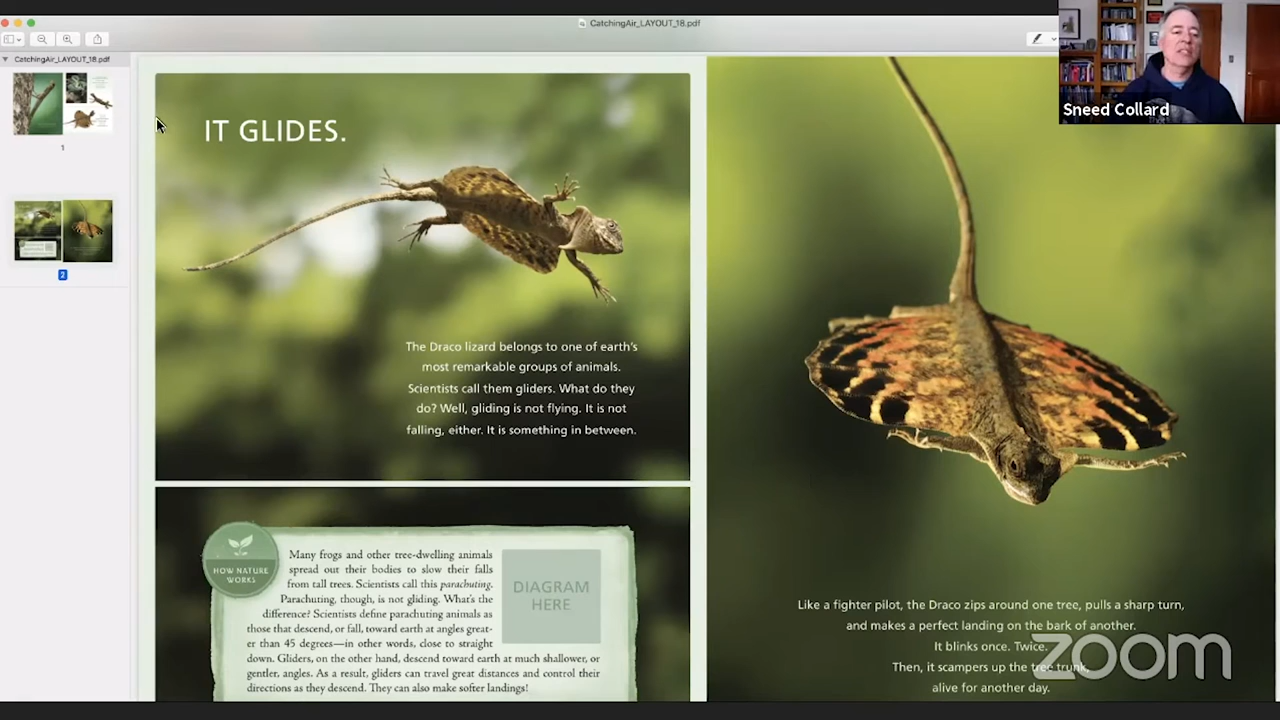 CatchingAir_LAYOUT_18.pdf
CatchingAir_LAYOUT_18.pdf
1
2
IT GLIDES.
The Draco lizard belongs to one of earth's
most remarkable groups of animals.
Scientists call them gliders. What do they
do? Well, gliding is not flying. It is not
falling, either. It is something in between.
HOW NATURE
WORKS
Many frogs and other tree-dwelling animals
spread out their bodies to slow their falls
from tall trees. Scientists call this parachuting.
Parachuting, though, is not gliding. What's the
difference? Scientists define parachuting animals as
those that descend, or fall, toward earth at angles great-
er than 45 degrees—in other words, close to straight
down. Gliders, on the other hand, descend toward earth at much shallower, or
gentler, angles. As a result, gliders can travel great distances and control their
directions as they descend. They can also make softer landings!
DIAGRAM
HERE
Like a fighter pilot, the Draco zips around one tree, pulls a sharp turn,
and makes a perfect landing on the bark of another.
It blinks once. Twice.
Then, it scampers up the tree trunk,
alive for another day.
Sneed Collard
zoom